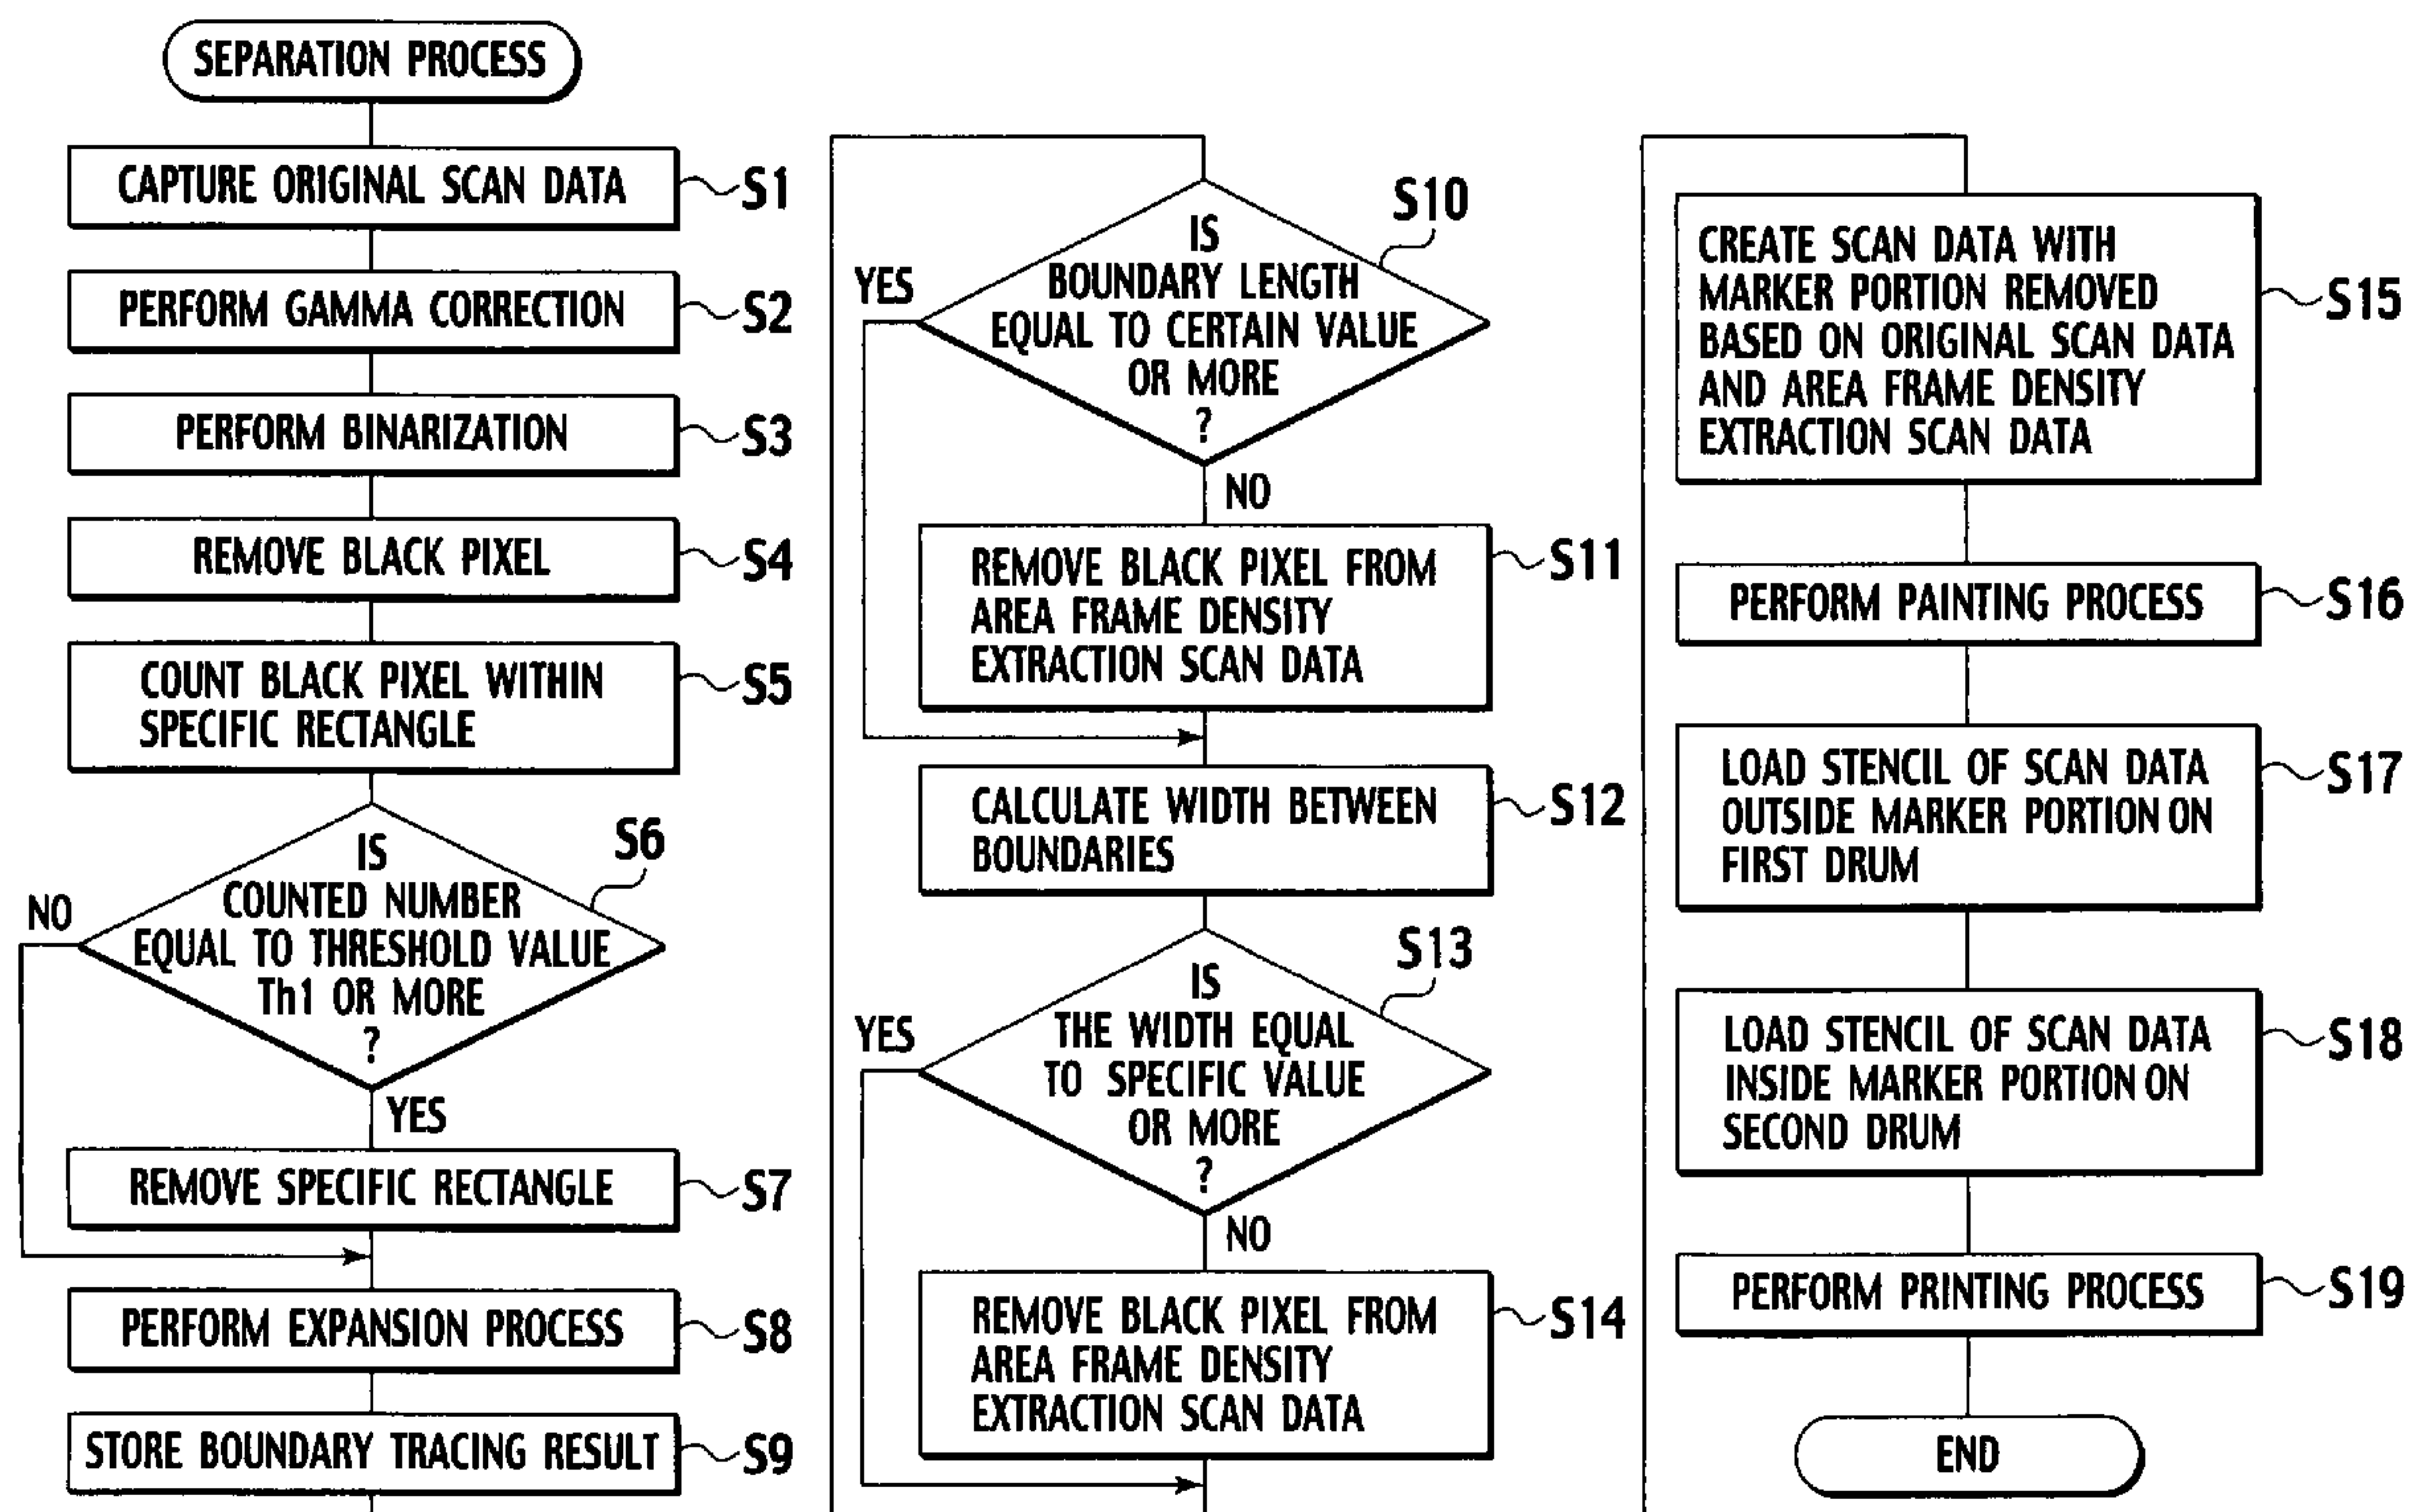 SEPARATION PROCESS
CAPTURE ORIGINAL SCAN DATA
S1
PERFORM GAMMA CORRECTION
S2
PERFORM BINARIZATION
S3
REMOVE BLACK PIXEL
S4
COUNT BLACK PIXEL WITHIN
SPECIFIC RECTANGLE
S5
S6
IS
COUNTED NUMBER
EQUAL TO THRESHOLD VALUE
Th1 OR MORE
?
NO
YES
REMOVE SPECIFIC RECTANGLE
S7
PERFORM EXPANSION PROCESS
S8
STORE BOUNDARY TRACING RESULT
S9
S10
IS
BOUNDARY LENGTH
EQUAL TO CERTAIN VALUE
OR MORE
?
YES
NO
REMOVE BLACK PIXEL FROM
AREA FRAME DENSITY
EXTRACTION SCAN DATA
S11
CALCULATE WIDTH BETWEEN
BOUNDARIES
S12
S13
IS
THE WIDTH EQUAL
TO SPECIFIC VALUE
OR MORE
?
YES
NO
REMOVE BLACK PIXEL FROM
AREA FRAME DENSITY
EXTRACTION SCAN DATA
S14
CREATE SCAN DATA WITH
MARKER PORTION REMOVED
BASED ON ORIGINAL SCAN DATA
AND AREA FRAME DENSITY
EXTRACTION SCAN DATA
S15
PERFORM PAINTING PROCESS
S16
LOAD STENCIL OF SCAN DATA
OUTSIDE MARKER PORTION ON
FIRST DRUM
S17
LOAD STENCIL OF SCAN DATA
INSIDE MARKER PORTION ON
SECOND DRUM
S18
PERFORM PRINTING PROCESS
S19
END